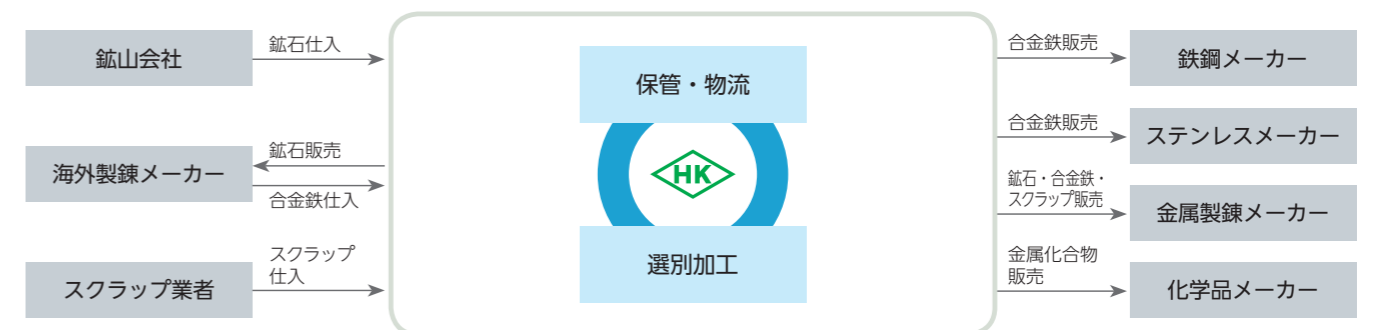 鉱山会社
鉱石仕入
海外製錬メーカー
鉱石販売
合金鉄仕入
スクラップ業者
スクラップ
仕入
保管・物流
HK
選別加工
合金鉄販売
鉄鋼メーカー
合金鉄販売
ステンレスメーカー
鉱石・合金鉄・
スクラップ販売
金属製錬メーカー
金属化合物
販売
化学品メーカー